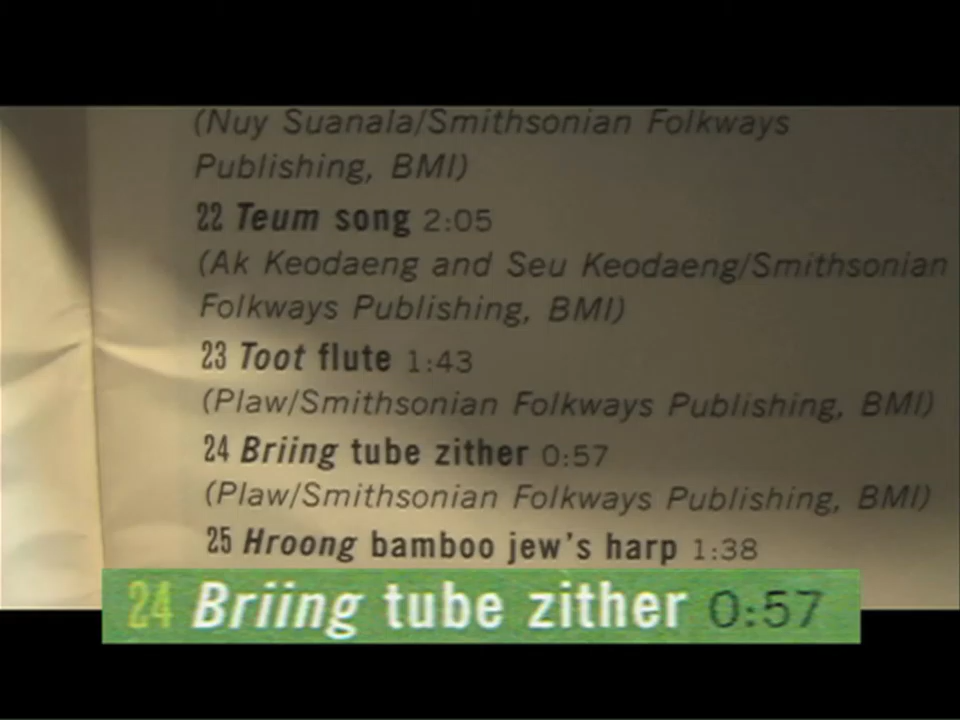 (Nuy Suanala/Smithsonian Folkways
Publishing, BMI)
22 Teum song 2:05
(Ak Keodaeng and Seu Keodaeng/Smithsonian
Folkways Publishing, BMI)
23 Toot flute 1:43
(Plaw/Smithsonian Folkways Publishing, BMI)
24 Briing tube zither 0:57
(Plaw/Smithsonian Folkways Publishing, BMI)
25 Hroong bamboo jew's harp 1:38
24 Briing tube zither 0:57